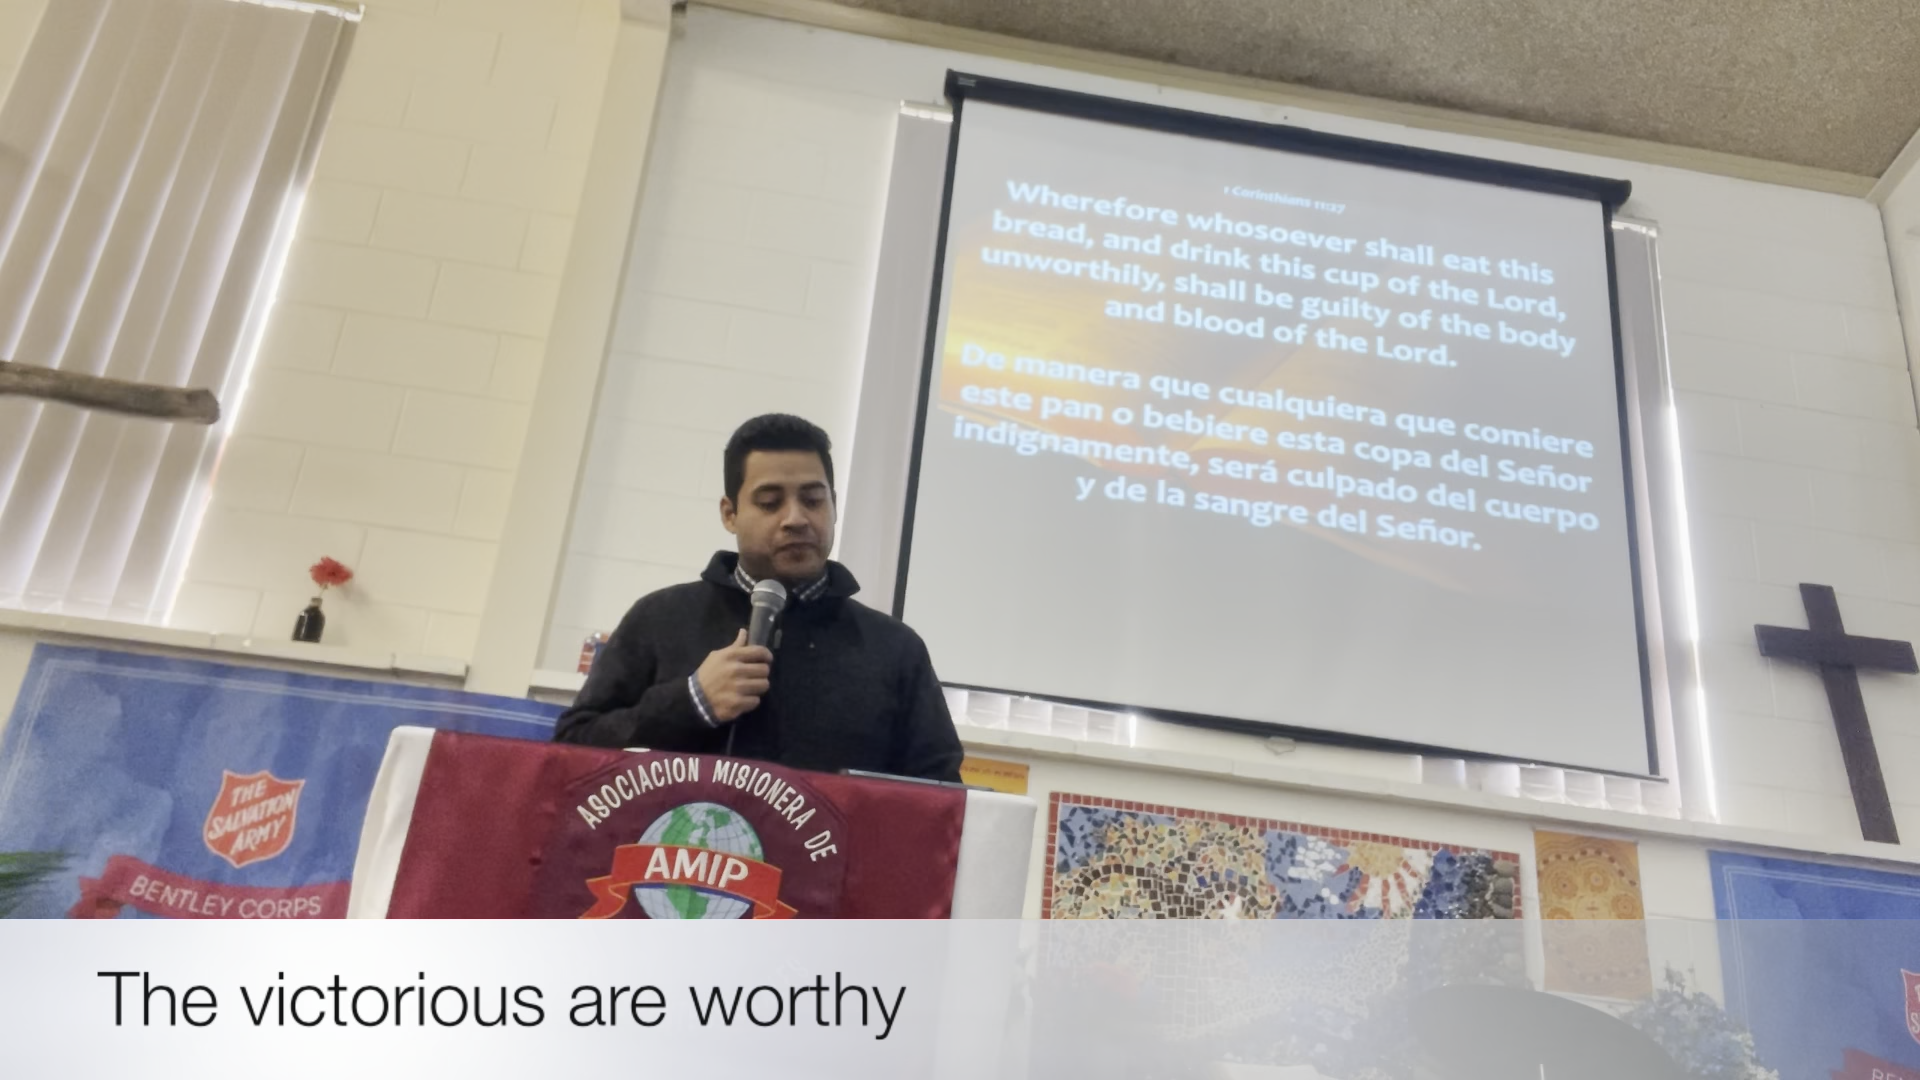 1 Corinthians 11:27
Wherefore whosoever shall eat this
bread, and drink this cup of the Lord,
unworthily, shall be guilty of the body
and blood of the Lord.
De manera que cualquiera que comiere
este pan o bebiere esta copa del Señor
indignamente, será culpado del cuerpo
y de la sangre del Señor.
THE
SALVATION
ARMY
BENTLEY CORPS
ASOCIACION MISIONERA DE
AMIP
The victorious are worthy